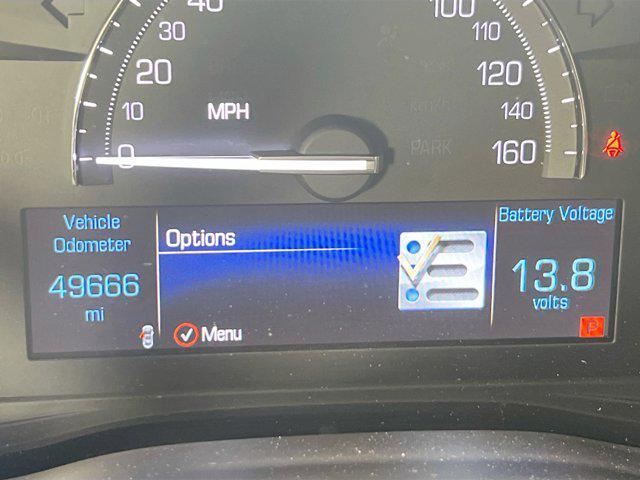 40
100
30
110
20
120
MPH
10
140
PARK
0
160
Vehicle
Odometer
49666
mi
Options
Menu
Battery Voltage
13.8
volts
P